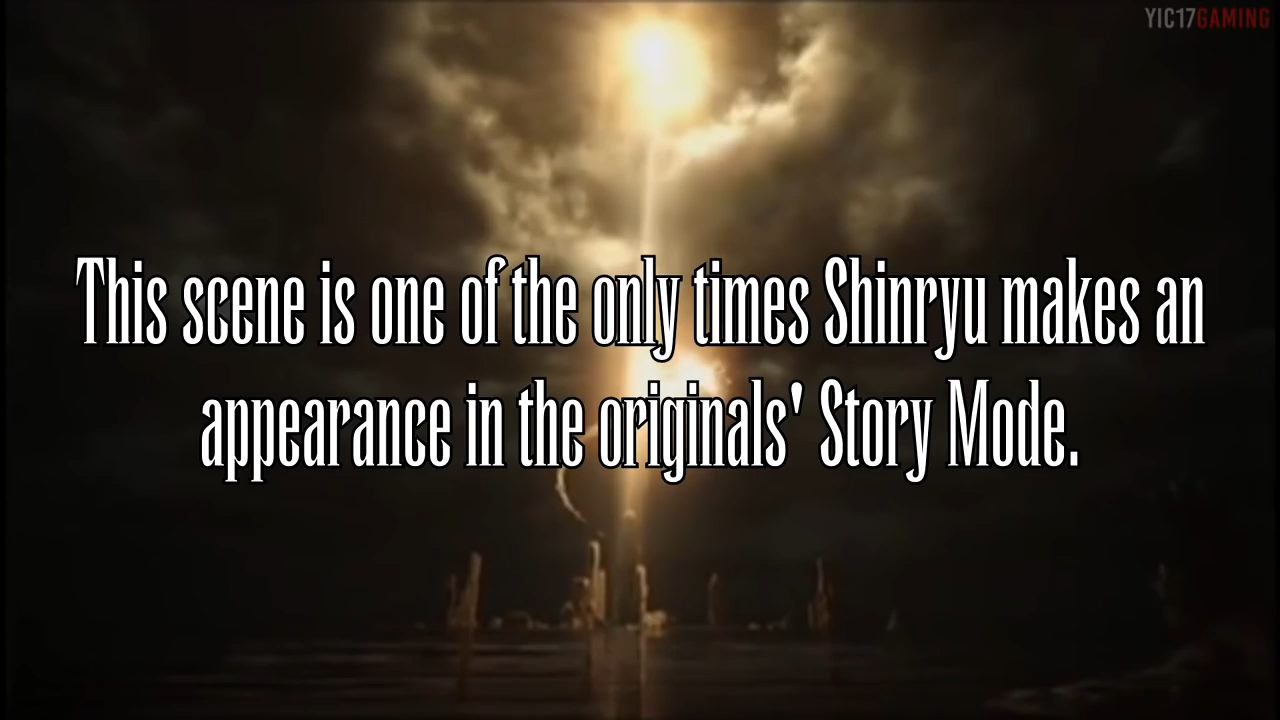 YIC17GAMING
This scene is one of the only times Shinryu makes an
appearance in the originals' Story Mode.